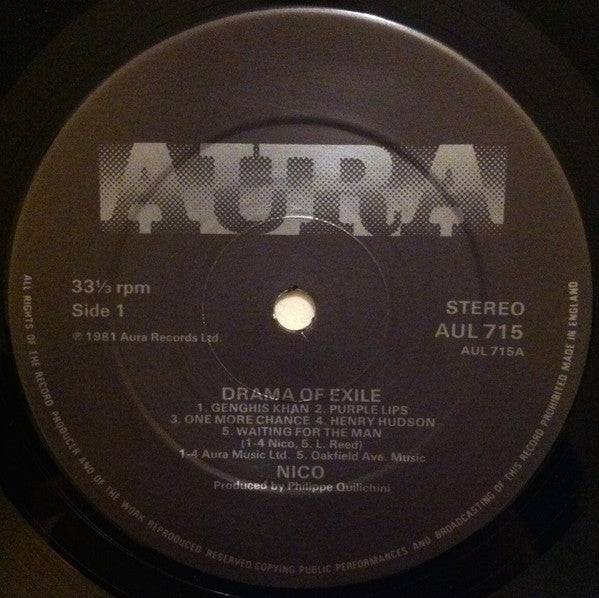 AURA
33⅓ rpm
Side 1
℗ 1981 Aura Records Ltd.
STEREO
AUL 715
AUL 715A
DRAMA OF EXILE
1. GENGHIS KHAN 2. PURPLE LIPS
3. ONE MORE CHANCE 4. HENRY HUDSON
5. WAITING FOR THE MAN
(1-4 Nico, 5. L. Reed)
1-4 Aura Music Ltd. 5. Oakfield Ave. Music
NICO
Produced by Philippe Quilichini
ALL RIGHTS OF THE RECORD PRODUCER AND OF THE WORK REPRODUCED RESERVED COPYING PUBLIC PERFORMANCES AND BROADCASTING OF THIS RECORD PROHIBITED MADE IN ENGLAND